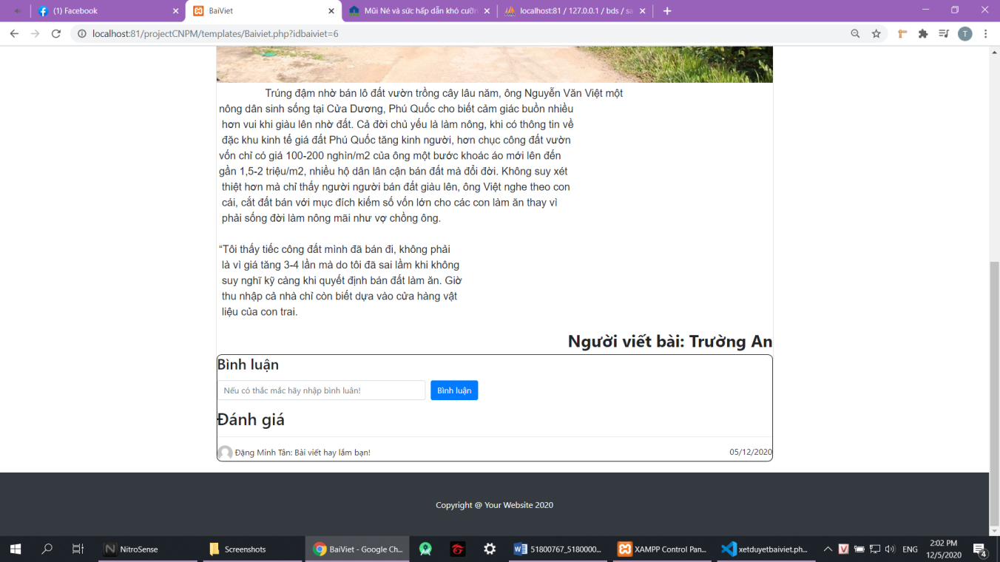 (1) Facebook
BaiViet
Mũi Né và sức hấp dẫn khó cườn
localhost:81 / 127.0.0.1 / bds / sa
localhost:81/projectCNPM/templates/Baiviet.php?idbaiviet=6
T
Trúng đậm nhờ bán lô đất vườn trồng cây lâu năm, ông Nguyễn Văn Việt một
nông dân sinh sống tại Cửa Dương, Phú Quốc cho biết cảm giác buồn nhiều
hơn vui khi giàu lên nhờ đất. Cả đời chủ yếu là làm nông, khi có thông tin về
đặc khu kinh tế giá đất Phú Quốc tăng kinh người, hơn chục công đất vườn
vốn chỉ có giá 100-200 nghìn/m2 của ông một bước khoác áo mới lên đến
gần 1,5-2 triệu/m2, nhiều hộ dân lân cận bán đất mà đổi đời. Không suy xét
thiệt hơn mà chỉ thấy người người bán đất giàu lên, ông Việt nghe theo con
cái, cắt đất bán với mục đích kiếm số vốn lớn cho các con làm ăn thay vì
phải sống đời làm nông mãi như vợ chồng ông.
“Tôi thấy tiếc công đất mình đã bán đi, không phải
là vì giá tăng 3-4 lần mà do tôi đã sai lầm khi không
suy nghĩ kỹ càng khi quyết định bán đất làm ăn. Giờ
thu nhập cả nhà chỉ còn biết dựa vào cửa hàng vật
liệu của con trai.
Người viết bài: Trường An
Bình luận
Nếu có thắc mắc hãy nhập bình luân!
Bình luận
Đánh giá
Đặng Minh Tân: Bài viết hay lắm bạn!
05/12/2020
Copyright @ Your Website 2020
NitroSense
Screenshots
BaiViet - Google Ch...
51800767_5180000...
XAMPP Control Pan...
xetduyetbaiviet.ph...
ENG
2:02 PM
12/5/2020
4